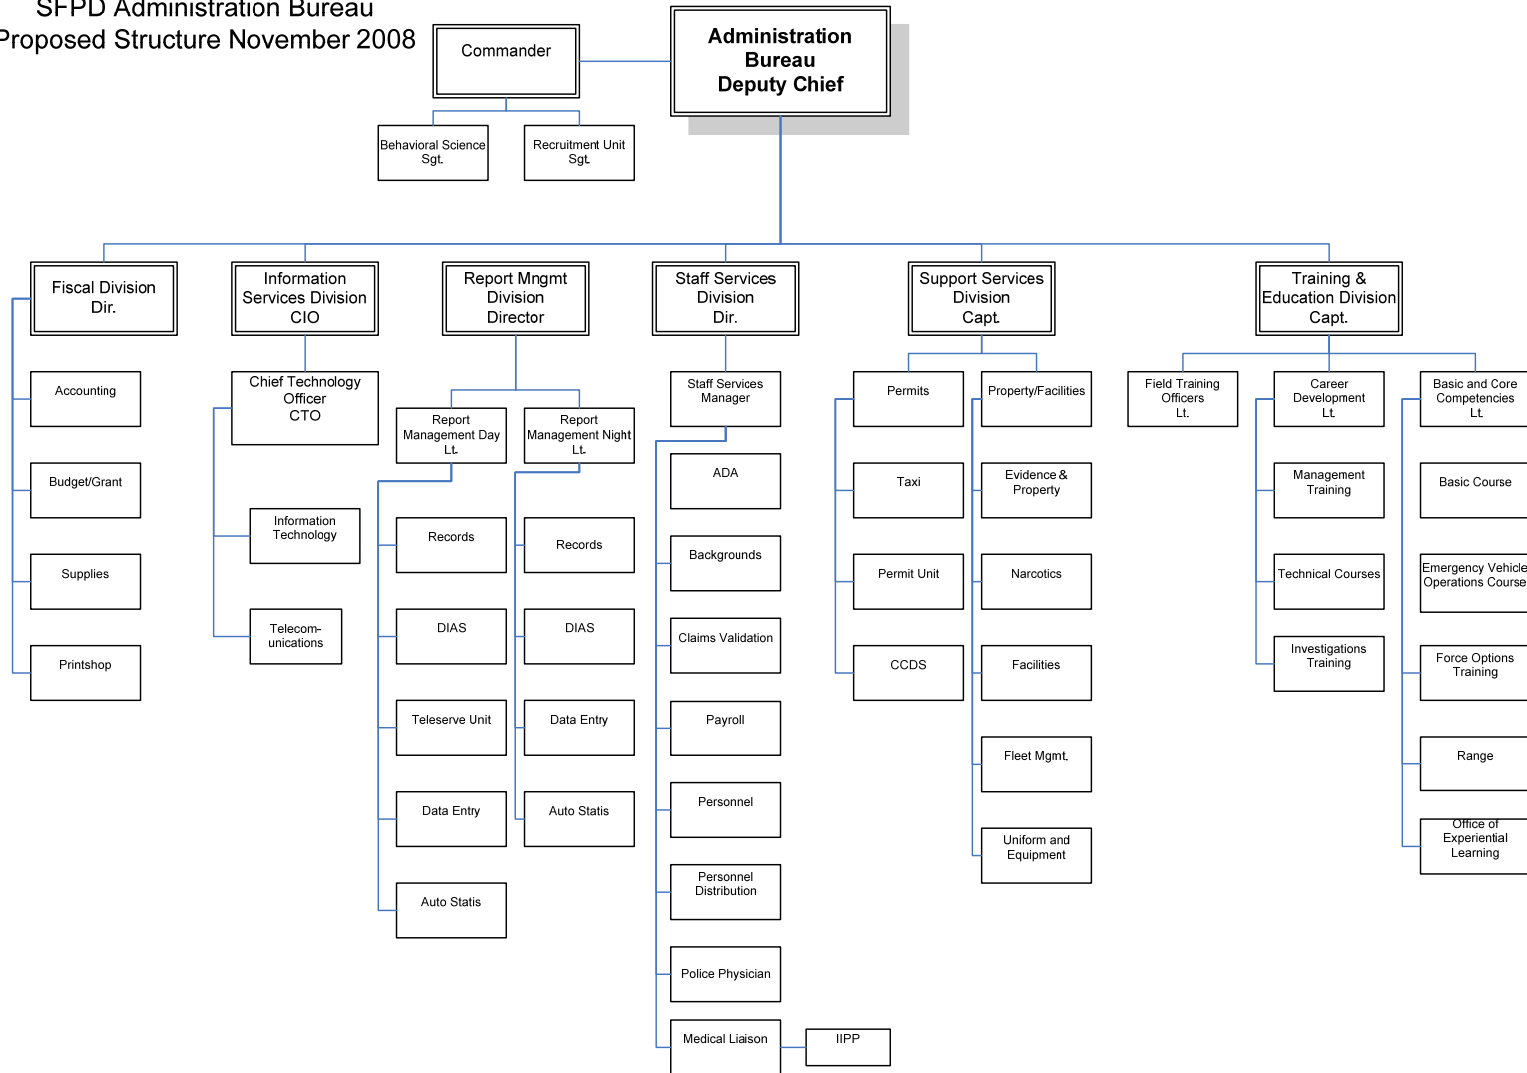 SFPD Administration Bureau
Proposed Structure November 2008
Commander
Administration
Bureau
Deputy Chief
Behavioral Science
Sgt.
Recruitment Unit
Sgt.
Fiscal Division
Dir.
Accounting
Budget/Grant
Supplies
Printshop
Information
Services Division
CIO
Chief Technology
Officer
CTO
Information
Technology
Telecom-
unications
Report Mngmt
Division
Director
Report
Management Day
Lt.
Records
DIAS
Teleserve Unit
Data Entry
Auto Statis
Report
Management Night
Lt.
Records
DIAS
Data Entry
Auto Statis
Staff Services
Division
Dir.
Staff Services
Manager
ADA
Backgrounds
Claims Validation
Payroll
Personnel
Personnel
Distribution
Police Physician
Medical Liaison
IIPP
Support Services
Division
Capt.
Permits
Taxi
Permit Unit
CCDS
Property/Facilities
Evidence &
Property
Narcotics
Facilities
Fleet Mgmt.
Uniform and
Equipment
Training &
Education Division
Capt.
Field Training
Officers
Lt.
Career
Development
Lt.
Management
Training
Technical Courses
Investigations
Training
Basic and Core
Competencies
Lt.
Basic Course
Emergency Vehicle
Operations Course
Force Options
Training
Range
Office of
Experiential
Learning